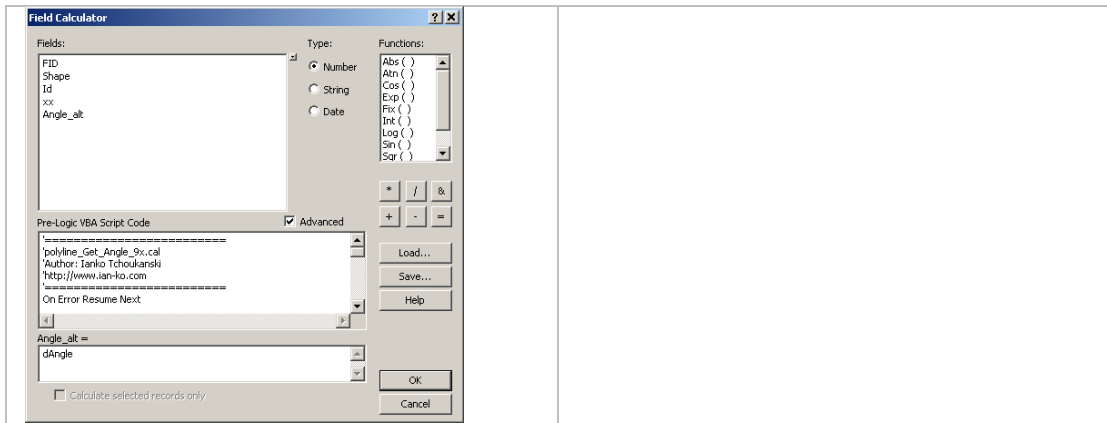 Field Calculator
Fields:
FID
Shape
Id
xx
Angle_alt
Type:
Number
String
Date
Functions:
Abs ( )
Atn ( )
Cos ( )
Exp ( )
Fix ( )
Int ( )
Log ( )
Sin ( )
Sqr ( )
* / &
+ - =
Pre-Logic VBA Script Code
Advanced
'==========================
'polyline_Get_Angle_9x.cal
'Author: Ianko Tchoukanski
'http://www.ian-ko.com
'==========================
On Error Resume Next
Load...
Save...
Help
Angle_alt =
dAngle
Calculate selected records only
OK
Cancel